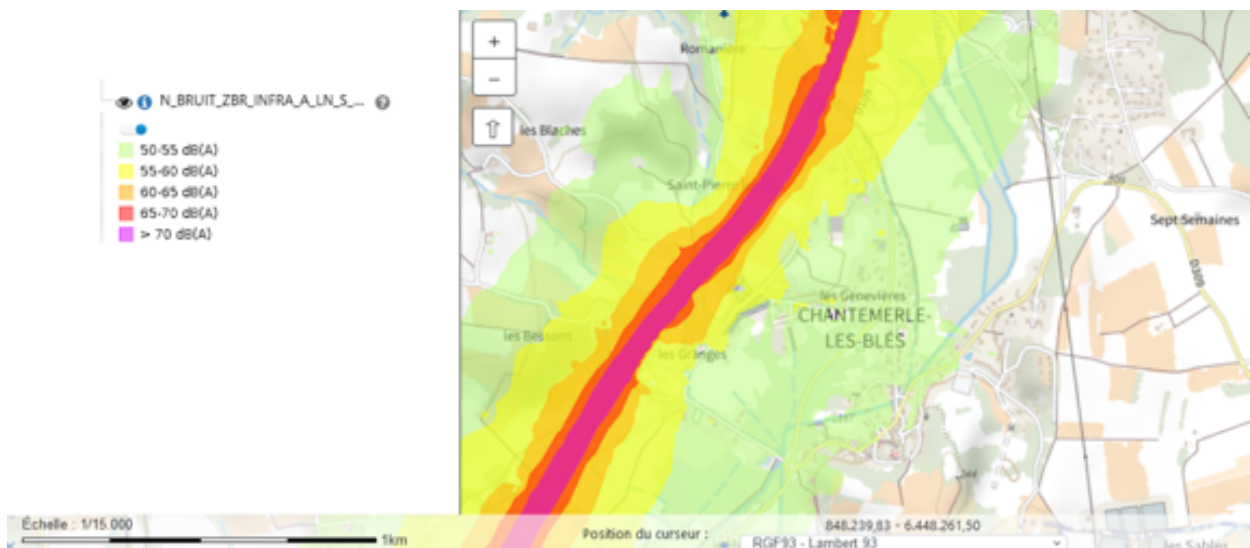 N_BRUIT_ZBR_INFRA_A_LN_S_...
50-55 dB(A)
55-60 dB(A)
60-65 dB(A)
65-70 dB(A)
> 70 dB(A)
Romanière
les Blaches
Saint-Pierre
D109
Sept Semaines
D309
les Genevières
CHANTEMERLE-
LES-BLÉS
les Bessons
les Granges
244
Échelle : 1/15.000
1km
Position du curseur :
848.239,83 - 6.448.261,50
RGF93 - Lambert 93
les Sables